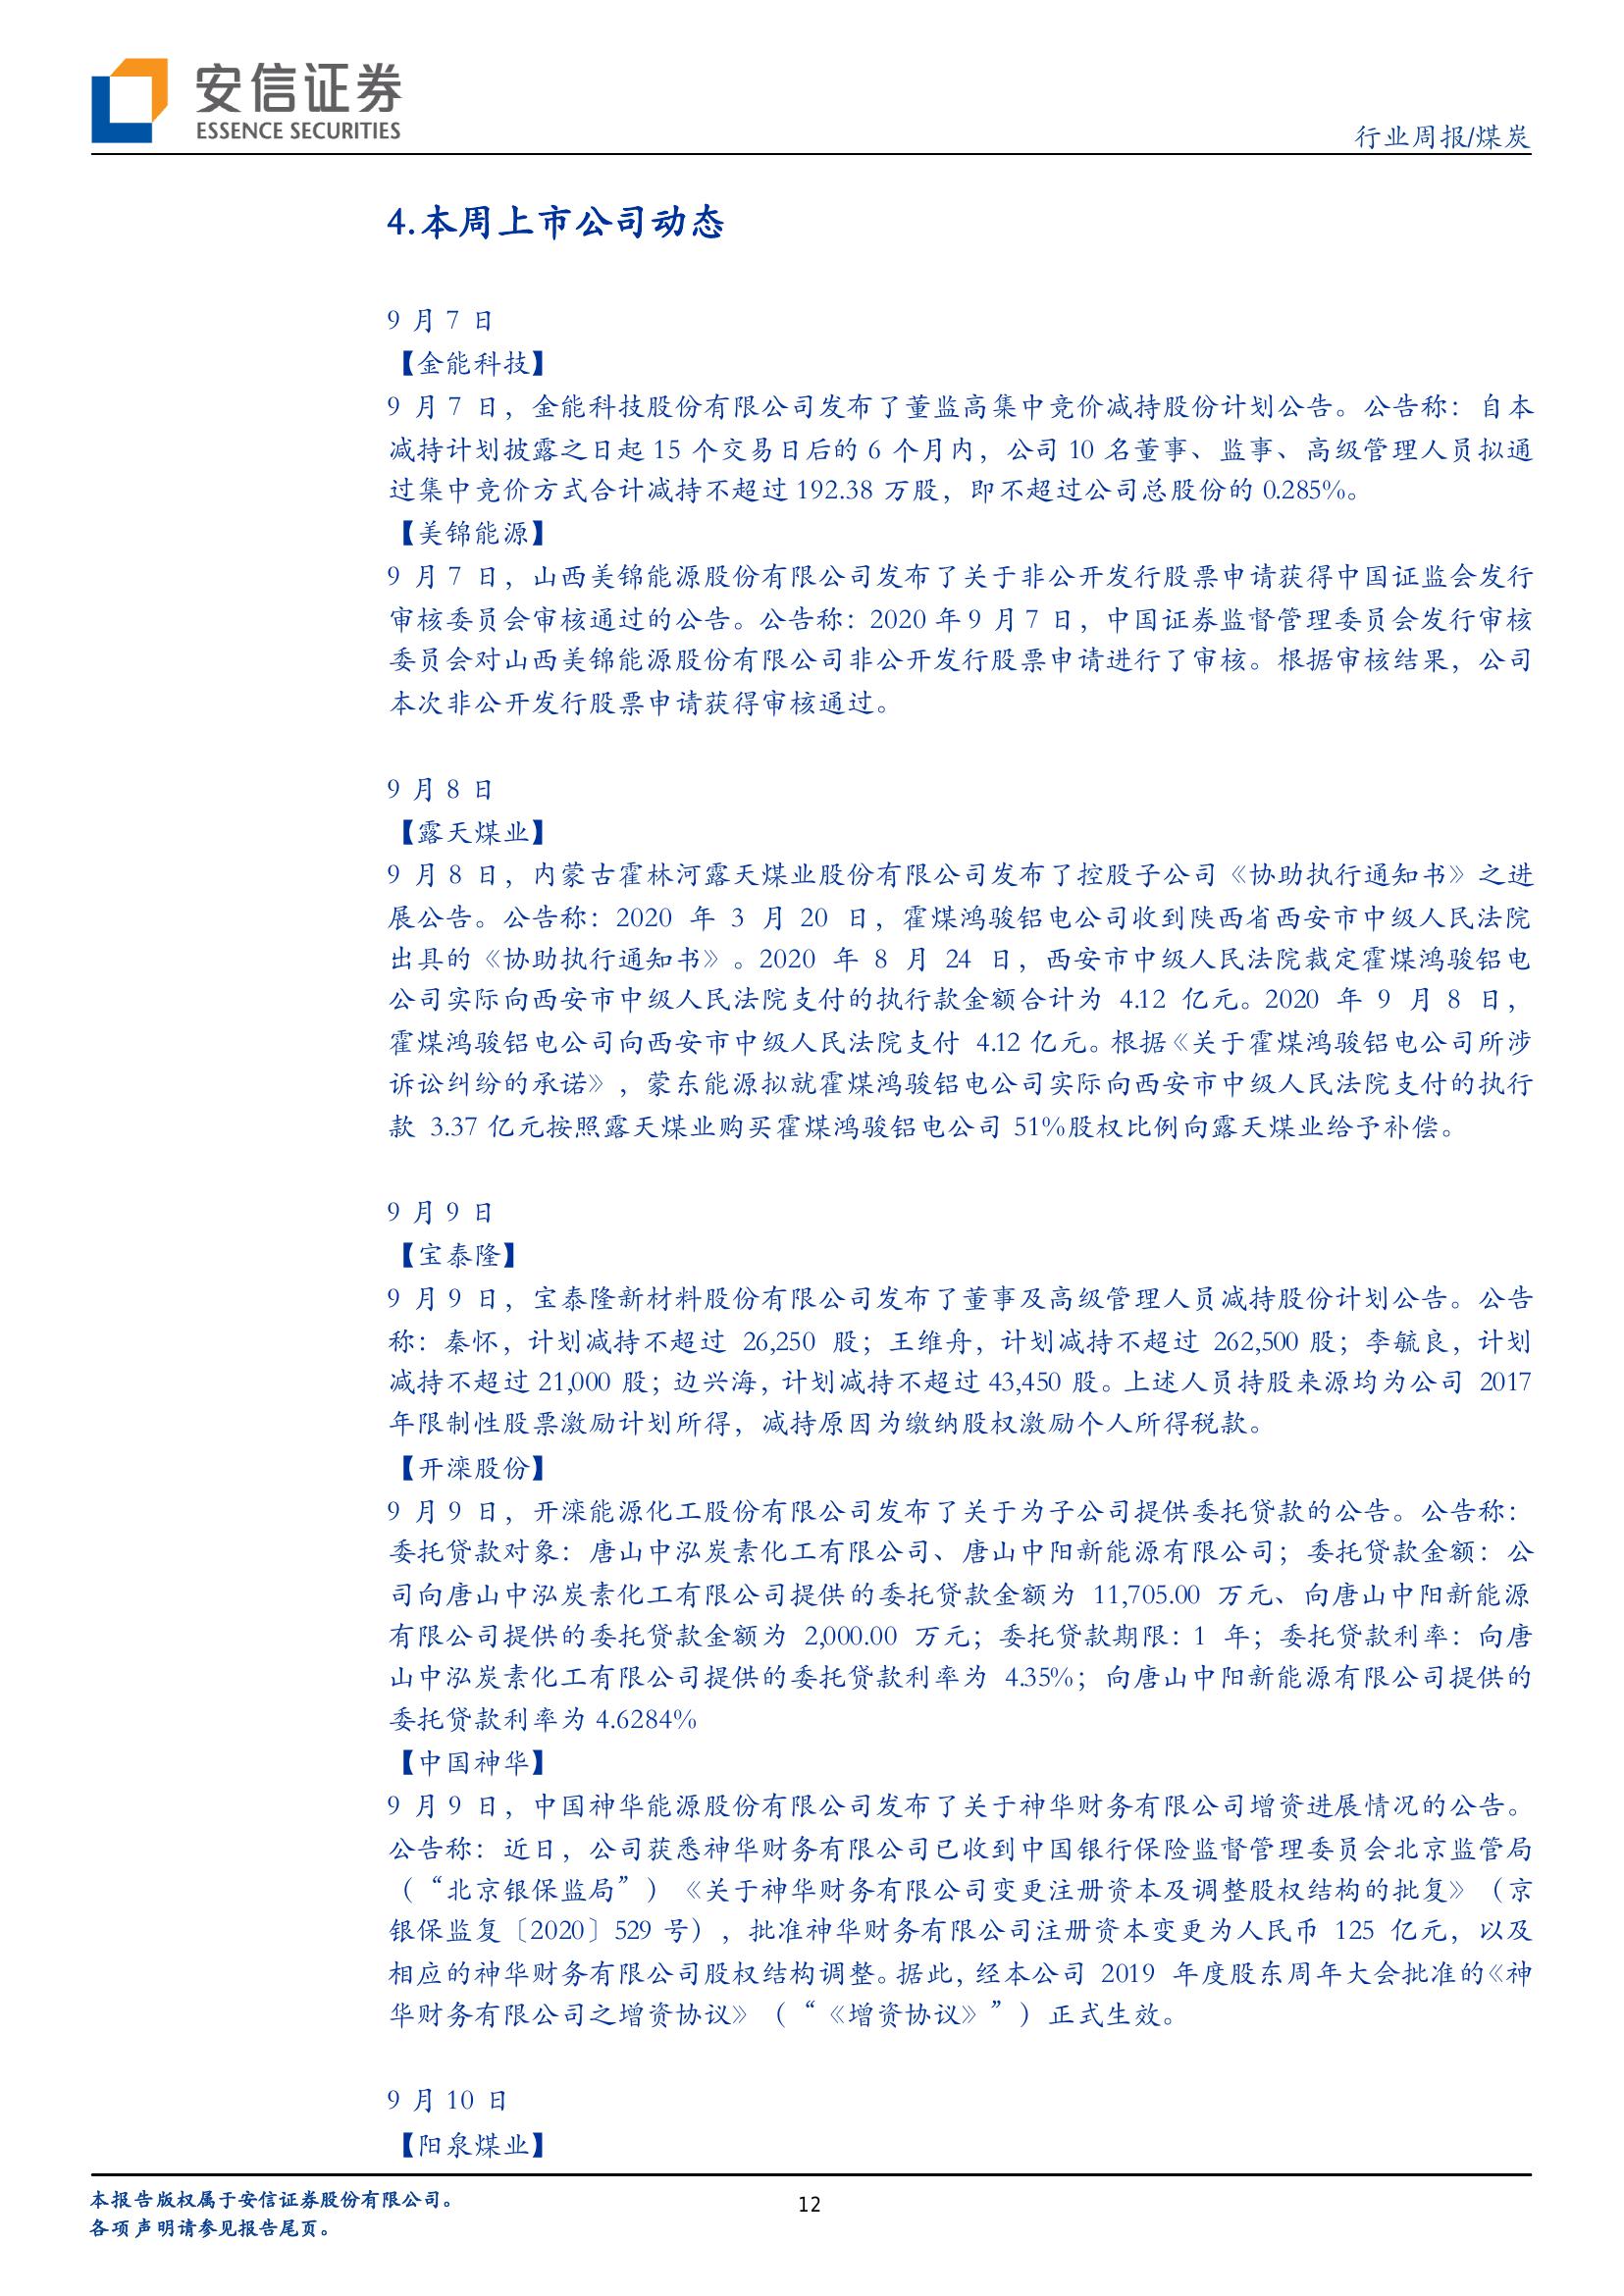 安信证券
ESSENCE SECURITIES
行业周报/煤炭
4.本周上市公司动态
9 月 7 日
【金能科技】
9 月 7 日，金能科技股份有限公司发布了董监高集中竞价减持股份计划公告。公告称：自本
减持计划披露之日起 15 个交易日后的 6 个月内，公司 10 名董事、监事、高级管理人员拟通
过集中竞价方式合计减持不超过 192.38 万股，即不超过公司总股份的 0.285%。
【美锦能源】
9 月 7 日，山西美锦能源股份有限公司发布了关于非公开发行股票申请获得中国证监会发行
审核委员会审核通过的公告。公告称：2020 年 9 月 7 日，中国证券监督管理委员会发行审核
委员会对山西美锦能源股份有限公司非公开发行股票申请进行了审核。根据审核结果，公司
本次非公开发行股票申请获得审核通过。
9 月 8 日
【露天煤业】
9 月 8 日，内蒙古霍林河露天煤业股份有限公司发布了控股子公司《协助执行通知书》之进
展公告。公告称：2020 年 3 月 20 日，霍煤鸿骏铝电公司收到陕西省西安市中级人民法院
出具的《协助执行通知书》。2020 年 8 月 24 日，西安市中级人民法院裁定霍煤鸿骏铝电
公司实际向西安市中级人民法院支付的执行款金额合计为 4.12 亿元。2020 年 9 月 8 日，
霍煤鸿骏铝电公司向西安市中级人民法院支付 4.12 亿元。根据《关于霍煤鸿骏铝电公司所涉
诉讼纠纷的承诺》，蒙东能源拟就霍煤鸿骏铝电公司实际向西安市中级人民法院支付的执行
款 3.37 亿元按照露天煤业购买霍煤鸿骏铝电公司 51%股权比例向露天煤业给予补偿。
9 月 9 日
【宝泰隆】
9 月 9 日，宝泰隆新材料股份有限公司发布了董事及高级管理人员减持股份计划公告。公告
称：秦怀，计划减持不超过 26,250 股；王维舟，计划减持不超过 262,500 股；李毓良，计划
减持不超过 21,000 股；边兴海，计划减持不超过 43,450 股。上述人员持股来源均为公司 2017
年限制性股票激励计划所得，减持原因为缴纳股权激励个人所得税款。
【开滦股份】
9 月 9 日，开滦能源化工股份有限公司发布了关于为子公司提供委托贷款的公告。公告称：
委托贷款对象：唐山中泓炭素化工有限公司、唐山中阳新能源有限公司；委托贷款金额：公
司向唐山中泓炭素化工有限公司提供的委托贷款金额为 11,705.00 万元、向唐山中阳新能源
有限公司提供的委托贷款金额为 2,000.00 万元；委托贷款期限：1 年；委托贷款利率：向唐
山中泓炭素化工有限公司提供的委托贷款利率为 4.35%；向唐山中阳新能源有限公司提供的
委托贷款利率为 4.6284%
【中国神华】
9 月 9 日，中国神华能源股份有限公司发布了关于神华财务有限公司增资进展情况的公告。
公告称：近日，公司获悉神华财务有限公司已收到中国银行保险监督管理委员会北京监管局
（“北京银保监局”）《关于神华财务有限公司变更注册资本及调整股权结构的批复》（京
银保监复〔2020〕529 号），批准神华财务有限公司注册资本变更为人民币 125 亿元，以及
相应的神华财务有限公司股权结构调整。据此，经本公司 2019 年度股东周年大会批准的《神
华财务有限公司之增资协议》（“《增资协议》”）正式生效。
9 月 10 日
【阳泉煤业】
本报告版权属于安信证券股份有限公司。
12
各项声明请参见报告尾页。